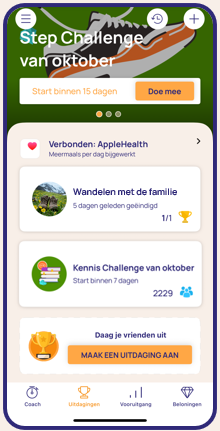 Step Challenge
van oktober
Start binnen 15 dagen
Doe mee
Verbonden: AppleHealth
Meermaals per dag bijgewerkt
Wandelen met de familie
5 dagen geleden geëindigd
1/1
Kennis Challenge van oktober
Start binnen 7 dagen
2229
Daag je vrienden uit
MAAK EEN UITDAGING AAN
Coach
Uitdagingen
Vooruitgang
Beloningen